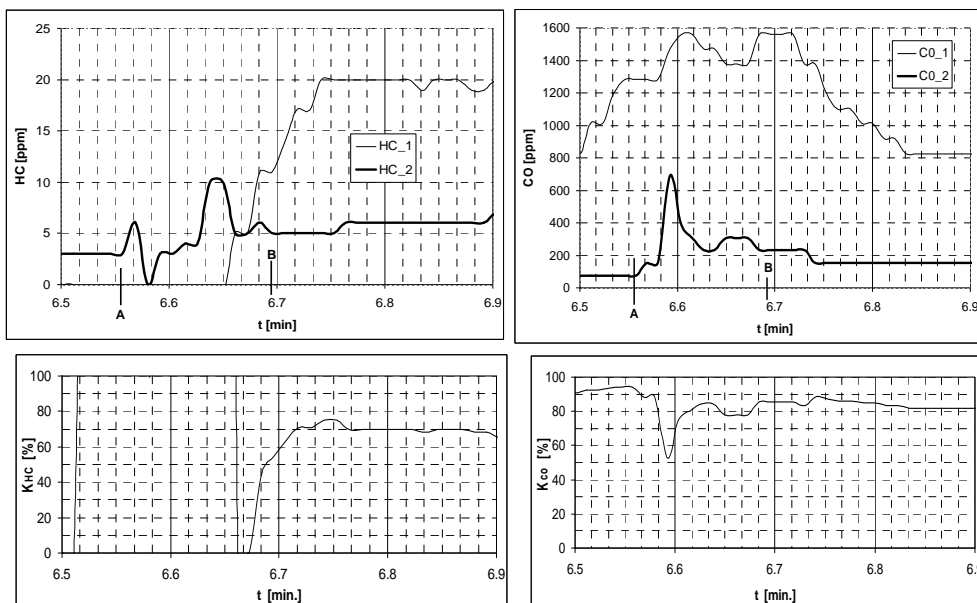 HC [ppm]
25
20
15
10
5
0
HC_1
HC_2
B
A
6.5 6.6 6.7 6.8 6.9
t [min]
CO [ppm]
1600
1400
1200
1000
800
600
400
200
0
C0_1
C0_2
B
A
6.5 6.6 6.7 6.8 6.9
t [min]
KHC [%]
100
80
60
40
20
0
6.5 6.6 6.7 6.8 6.9
t [min.]
Kco [%]
100
80
60
40
20
0
6.5 6.6 6.7 6.8 6.9
t [min.]